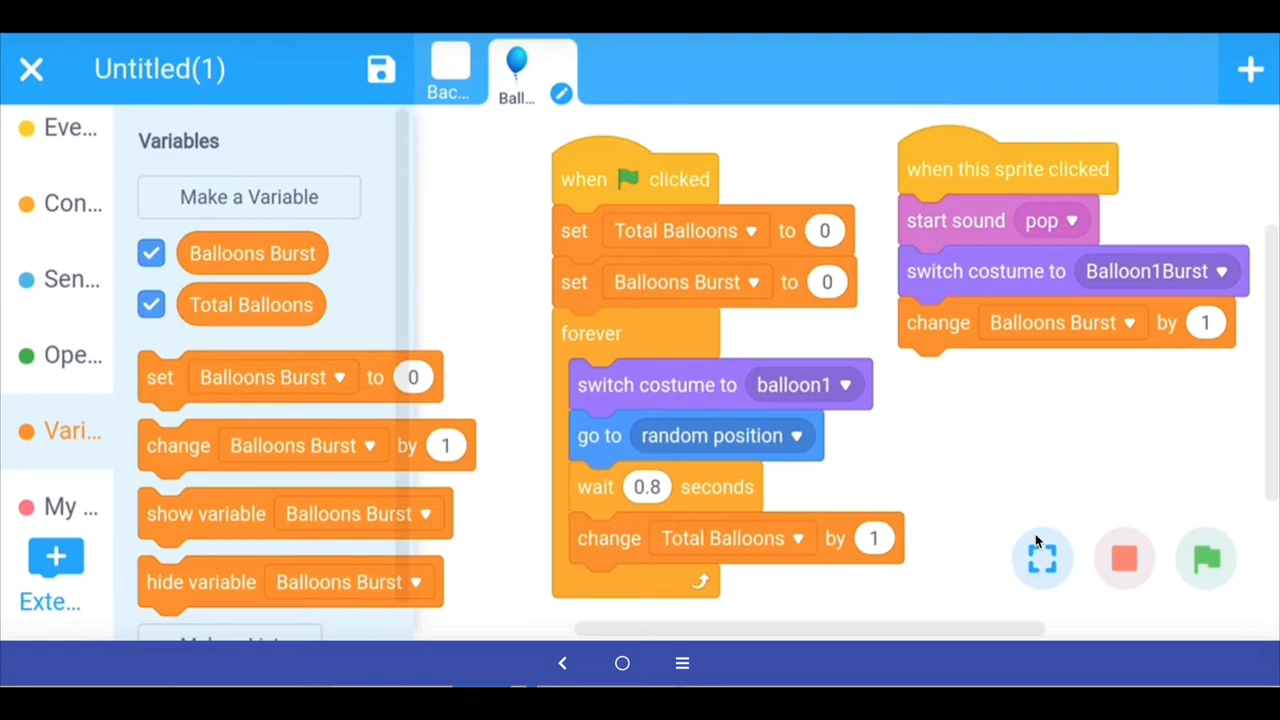 Untitled(1)
Bac...
Ball...
Eve...
Con...
Sen...
Ope...
Vari...
My ...
Exte...
Variables
Make a Variable
Balloons Burst
Total Balloons
set Balloons Burst to 0
change Balloons Burst by 1
show variable Balloons Burst
hide variable Balloons Burst
when clicked
set Total Balloons to 0
set Balloons Burst to 0
forever
switch costume to balloon1
go to random position
wait 0.8 seconds
change Total Balloons by 1
when this sprite clicked
start sound pop
switch costume to Balloon1Burst
change Balloons Burst by 1